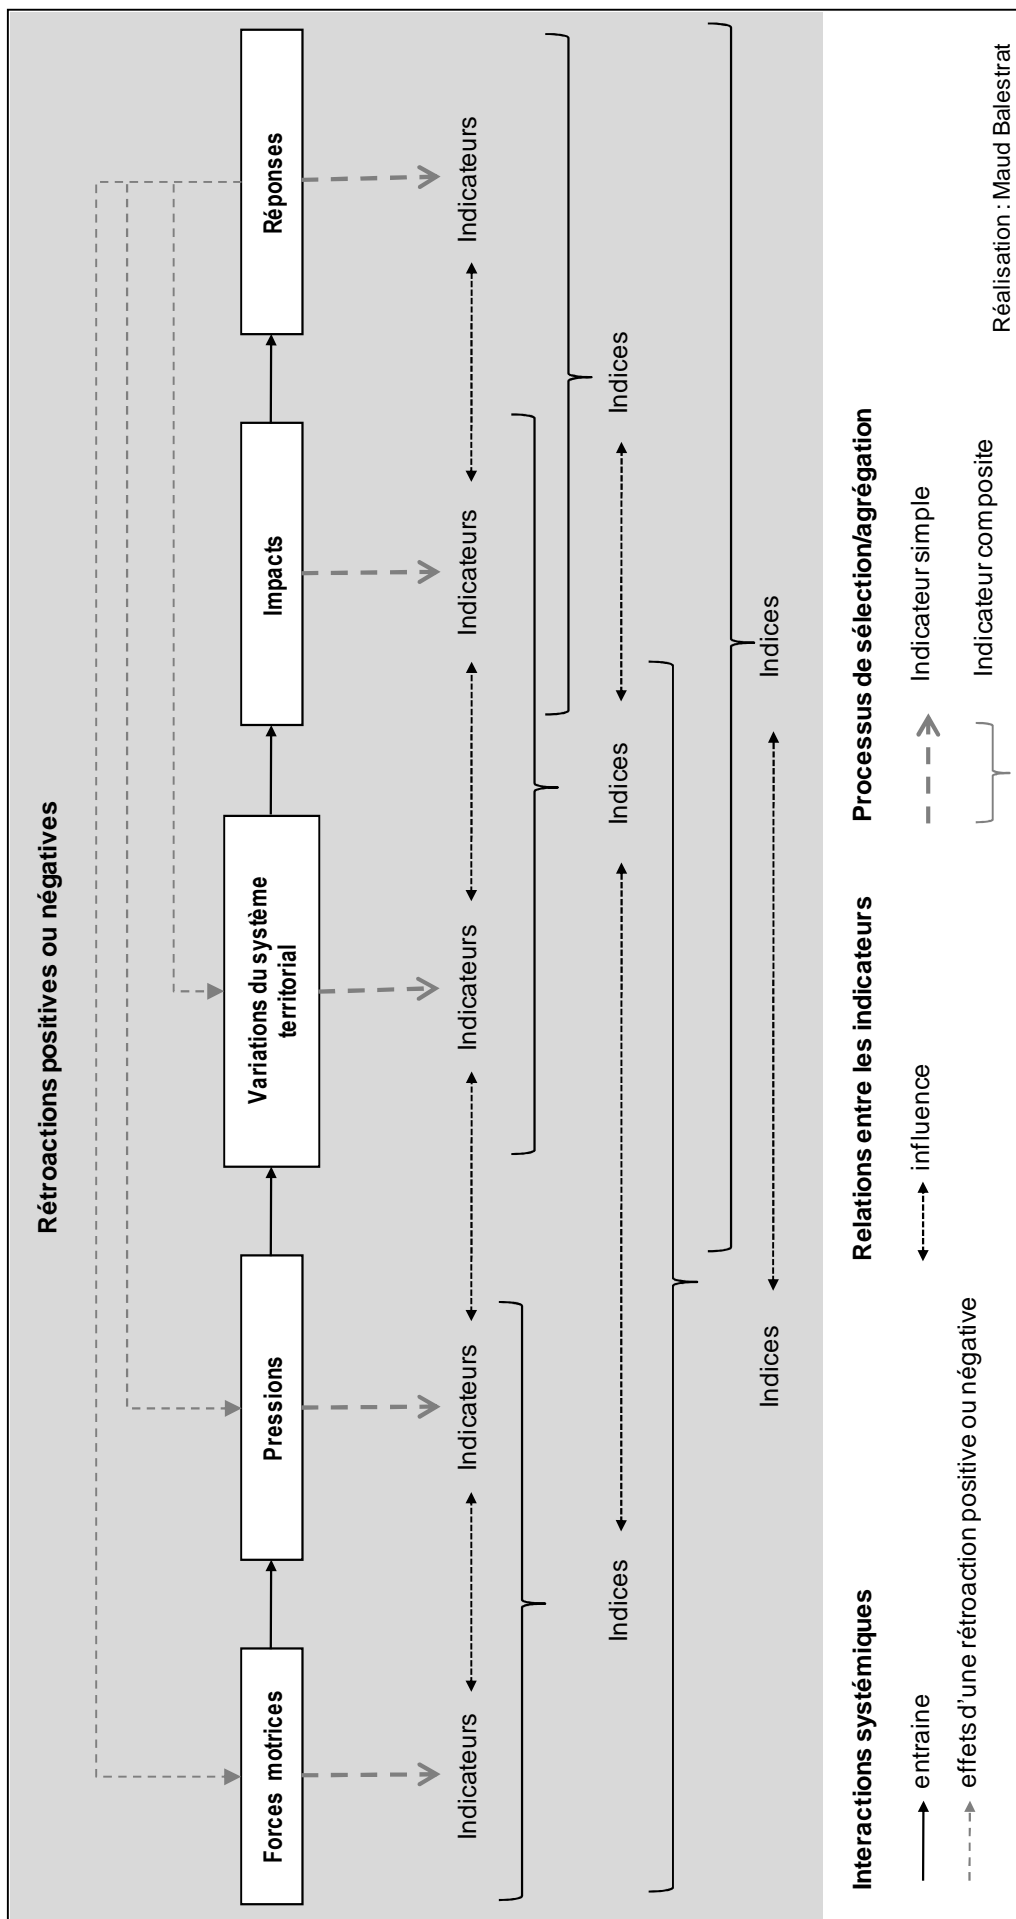 Rétroactions positives ou négatives
Forces motrices
Pressions
Variations du système
territorial
Impacts
Réponses
Indicateurs
Indicateurs
Indicateurs
Indicateurs
Indicateurs
Indices
Indices
Indices
Indices
Indices
Interactions systémiques
entraine
effets d'une rétroaction positive ou négative
Relations entre les indicateurs
influence
Processus de sélection/agrégation
Indicateur simple
Indicateur composite
Réalisation : Maud Balestrat